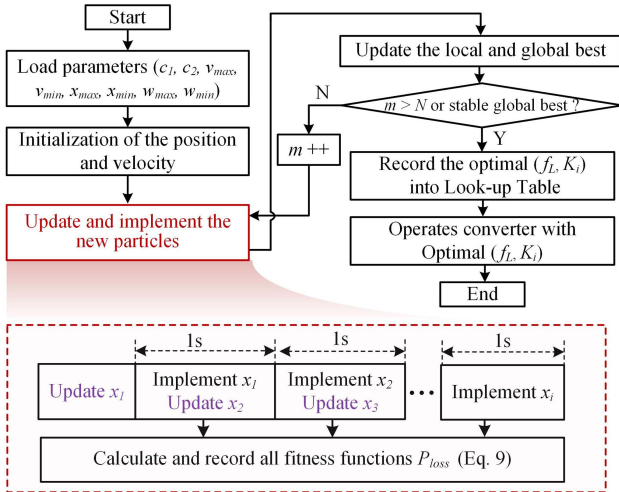 Start
Load parameters (c1, c2, vmax,
vmin, xmax, xmin, wmax, wmin)
Initialization of the position
and velocity
Update and implement the
new particles
Update the local and global best
m > N or stable global best ?
N
Y
m ++
Record the optimal (fL, Ki)
into Look-up Table
Operates converter with
Optimal (fL, Ki)
End
1s
1s
1s
Update x1
Implement x1
Update x2
Implement x2
Update x3
•••
Implement xi
Calculate and record all fitness functions Ploss (Eq. 9)